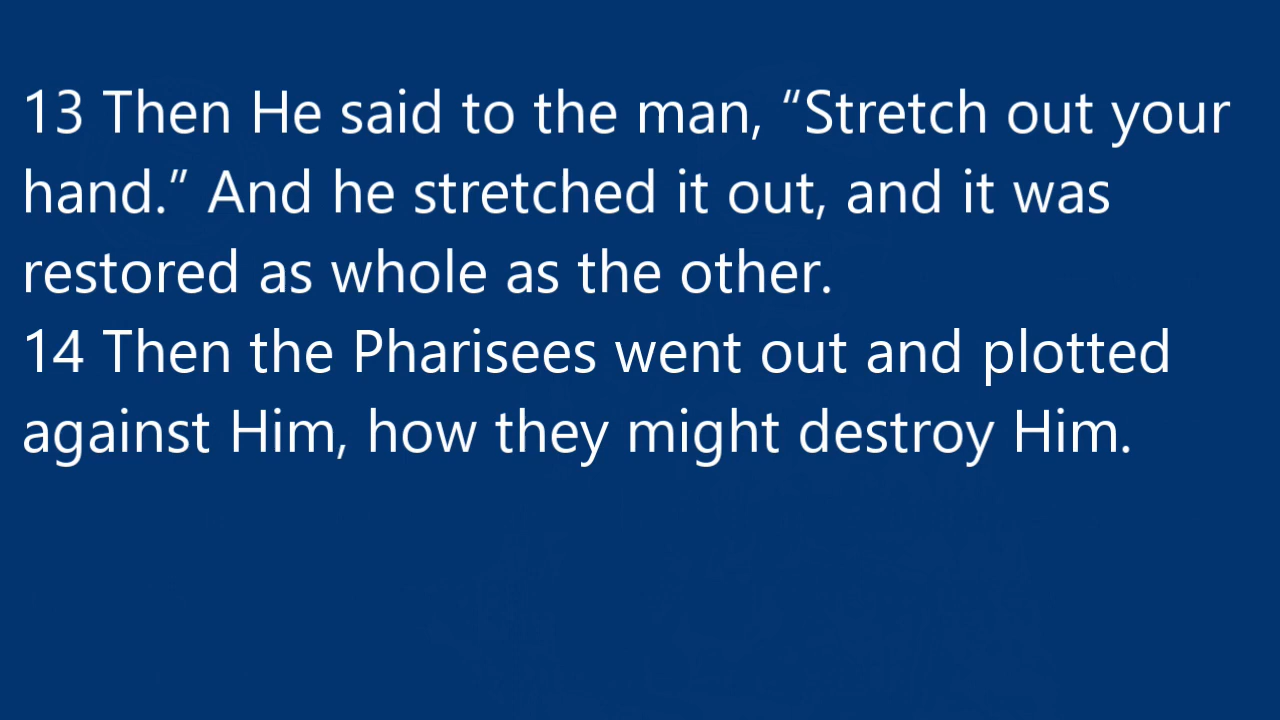 13 Then He said to the man, “Stretch out your
hand.” And he stretched it out, and it was
restored as whole as the other.
14 Then the Pharisees went out and plotted
against Him, how they might destroy Him.